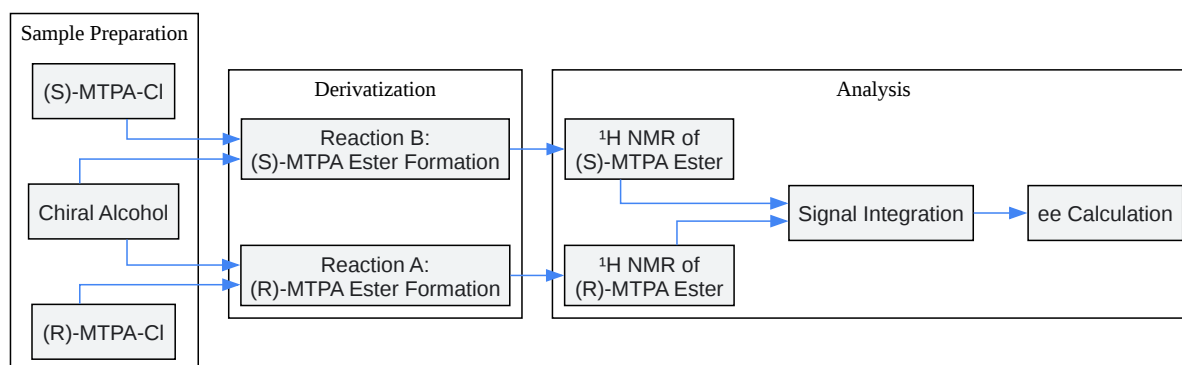 Sample Preparation
(S)-MTPA-Cl
Chiral Alcohol
(R)-MTPA-Cl
Derivatization
Reaction B:
(S)-MTPA Ester Formation
Reaction A:
(R)-MTPA Ester Formation
Analysis
¹H NMR of
(S)-MTPA Ester
¹H NMR of
(R)-MTPA Ester
Signal Integration
ee Calculation